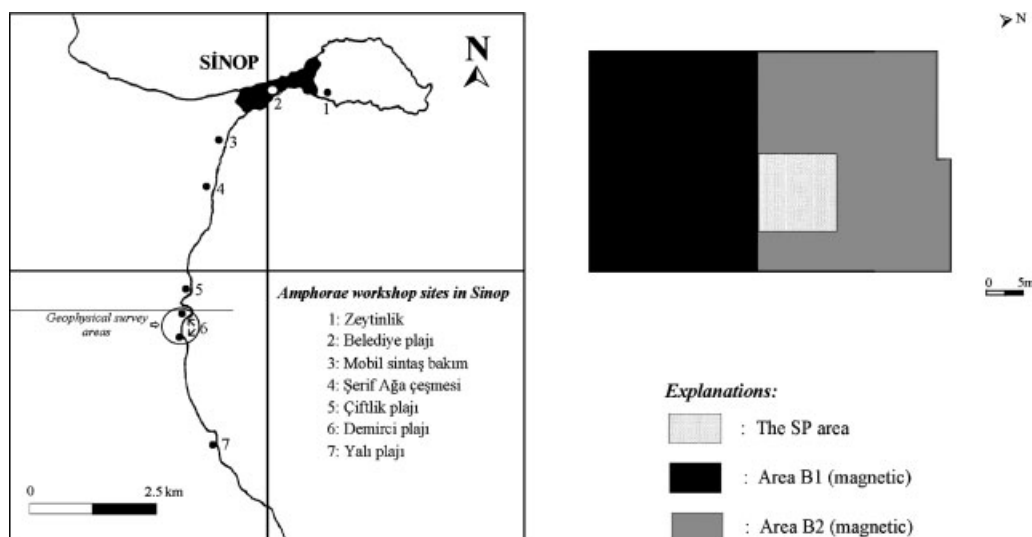 SİNOP
N
2
1
3
4
5
Geophysical survey
areas
6
7
Amphorae workshop sites in Sinop
1: Zeytinlik
2: Belediye plajı
3: Mobil sintaş bakım
4: Şerif Ağa çeşmesi
5: Çiftlik plajı
6: Demirci plajı
7: Yalı plajı
0 2.5 km
N
0 5m
Explanations:
: The SP area
: Area B1 (magnetic)
: Area B2 (magnetic)